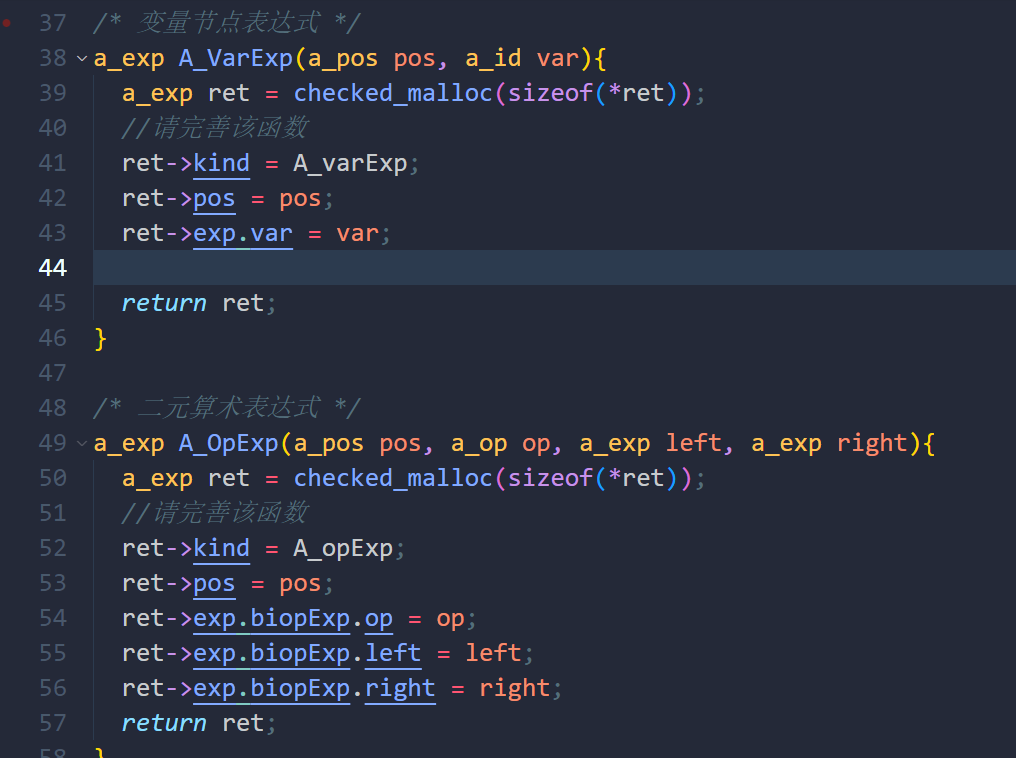 37 /* 变量节点表达式 */
38 a_exp A_VarExp(a_pos pos, a_id var){
39 a_exp ret = checked_malloc(sizeof(*ret));
40 //请完善该函数
41 ret->kind = A_varExp;
42 ret->pos = pos;
43 ret->exp.var = var;
44
45 return ret;
46 }
47
48 /* 二元算术表达式 */
49 a_exp A_OpExp(a_pos pos, a_op op, a_exp left, a_exp right){
50 a_exp ret = checked_malloc(sizeof(*ret));
51 //请完善该函数
52 ret->kind = A_opExp;
53 ret->pos = pos;
54 ret->exp.biopExp.op = op;
55 ret->exp.biopExp.left = left;
56 ret->exp.biopExp.right = right;
57 return ret;
58 }